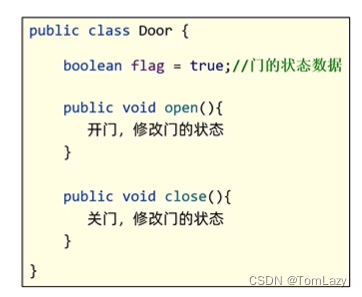 public class Door {
boolean flag = true;//门的状态数据
public void open(){
开门，修改门的状态
}
public void close(){
关门，修改门的状态
}
}
CSDN @TomLazy